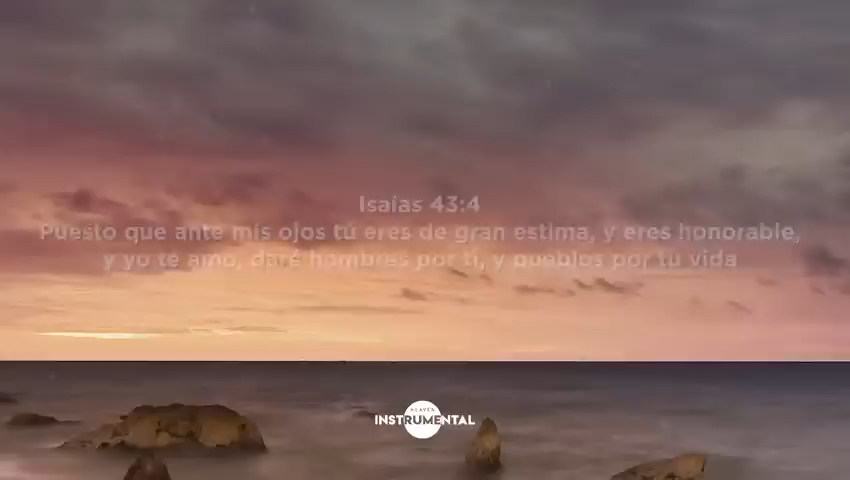 Isaías 43:4
Puesto que ante mis ojos tú eres de gran estima, y eres honorable,
y yo te amo, daré hombres por ti, y pueblos por tu vida
HEAVEN
INSTRUMENTAL